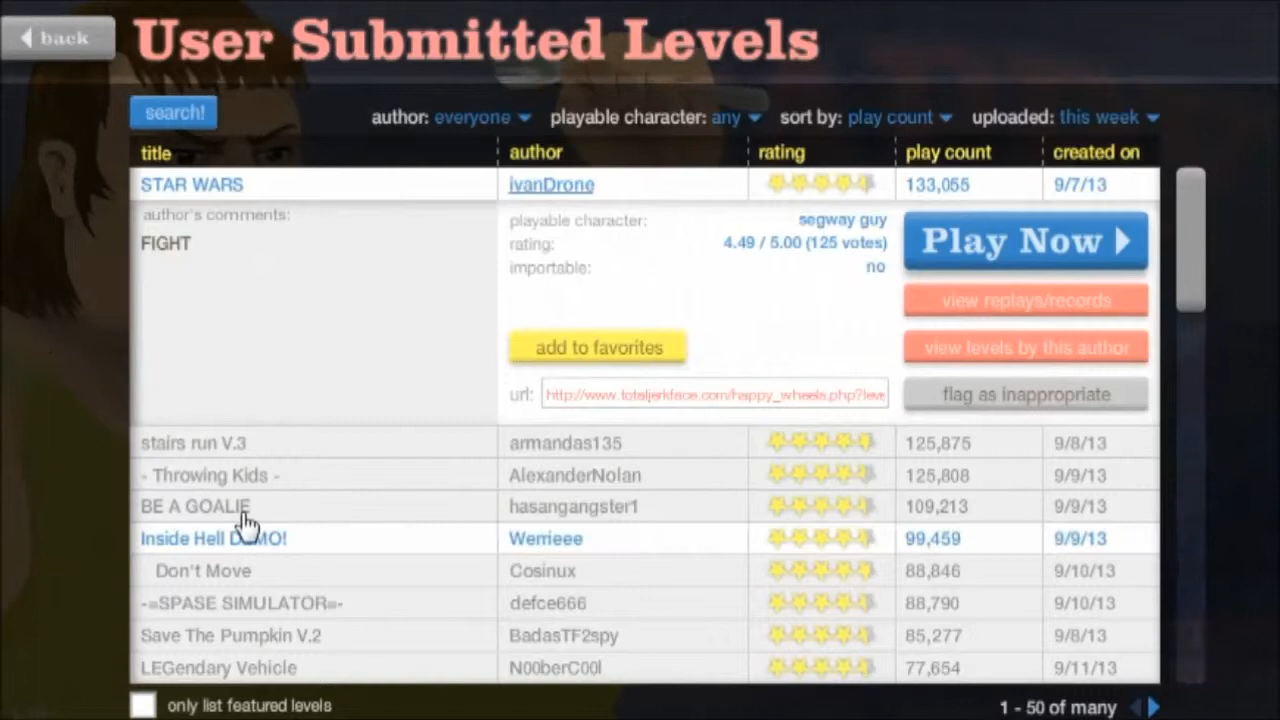 back
User Submitted Levels
search!
author: everyone playable character: any sort by: play count uploaded: this week
title author rating play count created on
STAR WARS ivanDrone 133,055 9/7/13
author's comments:
FIGHT
playable character: segway guy
rating: 4.49 / 5.00 (125 votes)
importable: no
Play Now
view replays/records
add to favorites
view levels by this author
url: http://www.totaljerkface.com/happy_wheels.php?leve
flag as inappropriate
stairs run V.3 armandas135 125,875 9/8/13
- Throwing Kids - AlexanderNolan 125,808 9/9/13
BE A GOALIE hasangangster1 109,213 9/9/13
Inside Hell DEMO! Werrieee 99,459 9/9/13
Don't Move Cosinux 88,846 9/10/13
-=SPASE SIMULATOR=- defce666 88,790 9/10/13
Save The Pumpkin V.2 BadasTF2spy 85,277 9/8/13
LEGendary Vehicle N00berC00l 77,654 9/11/13
only list featured levels
1 - 50 of many